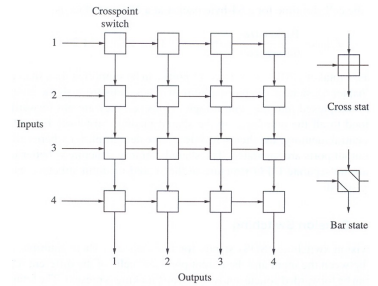 Crosspoint
switch
1
2
Inputs
3
4
1 2 3 4
Outputs
Cross stat
Bar state